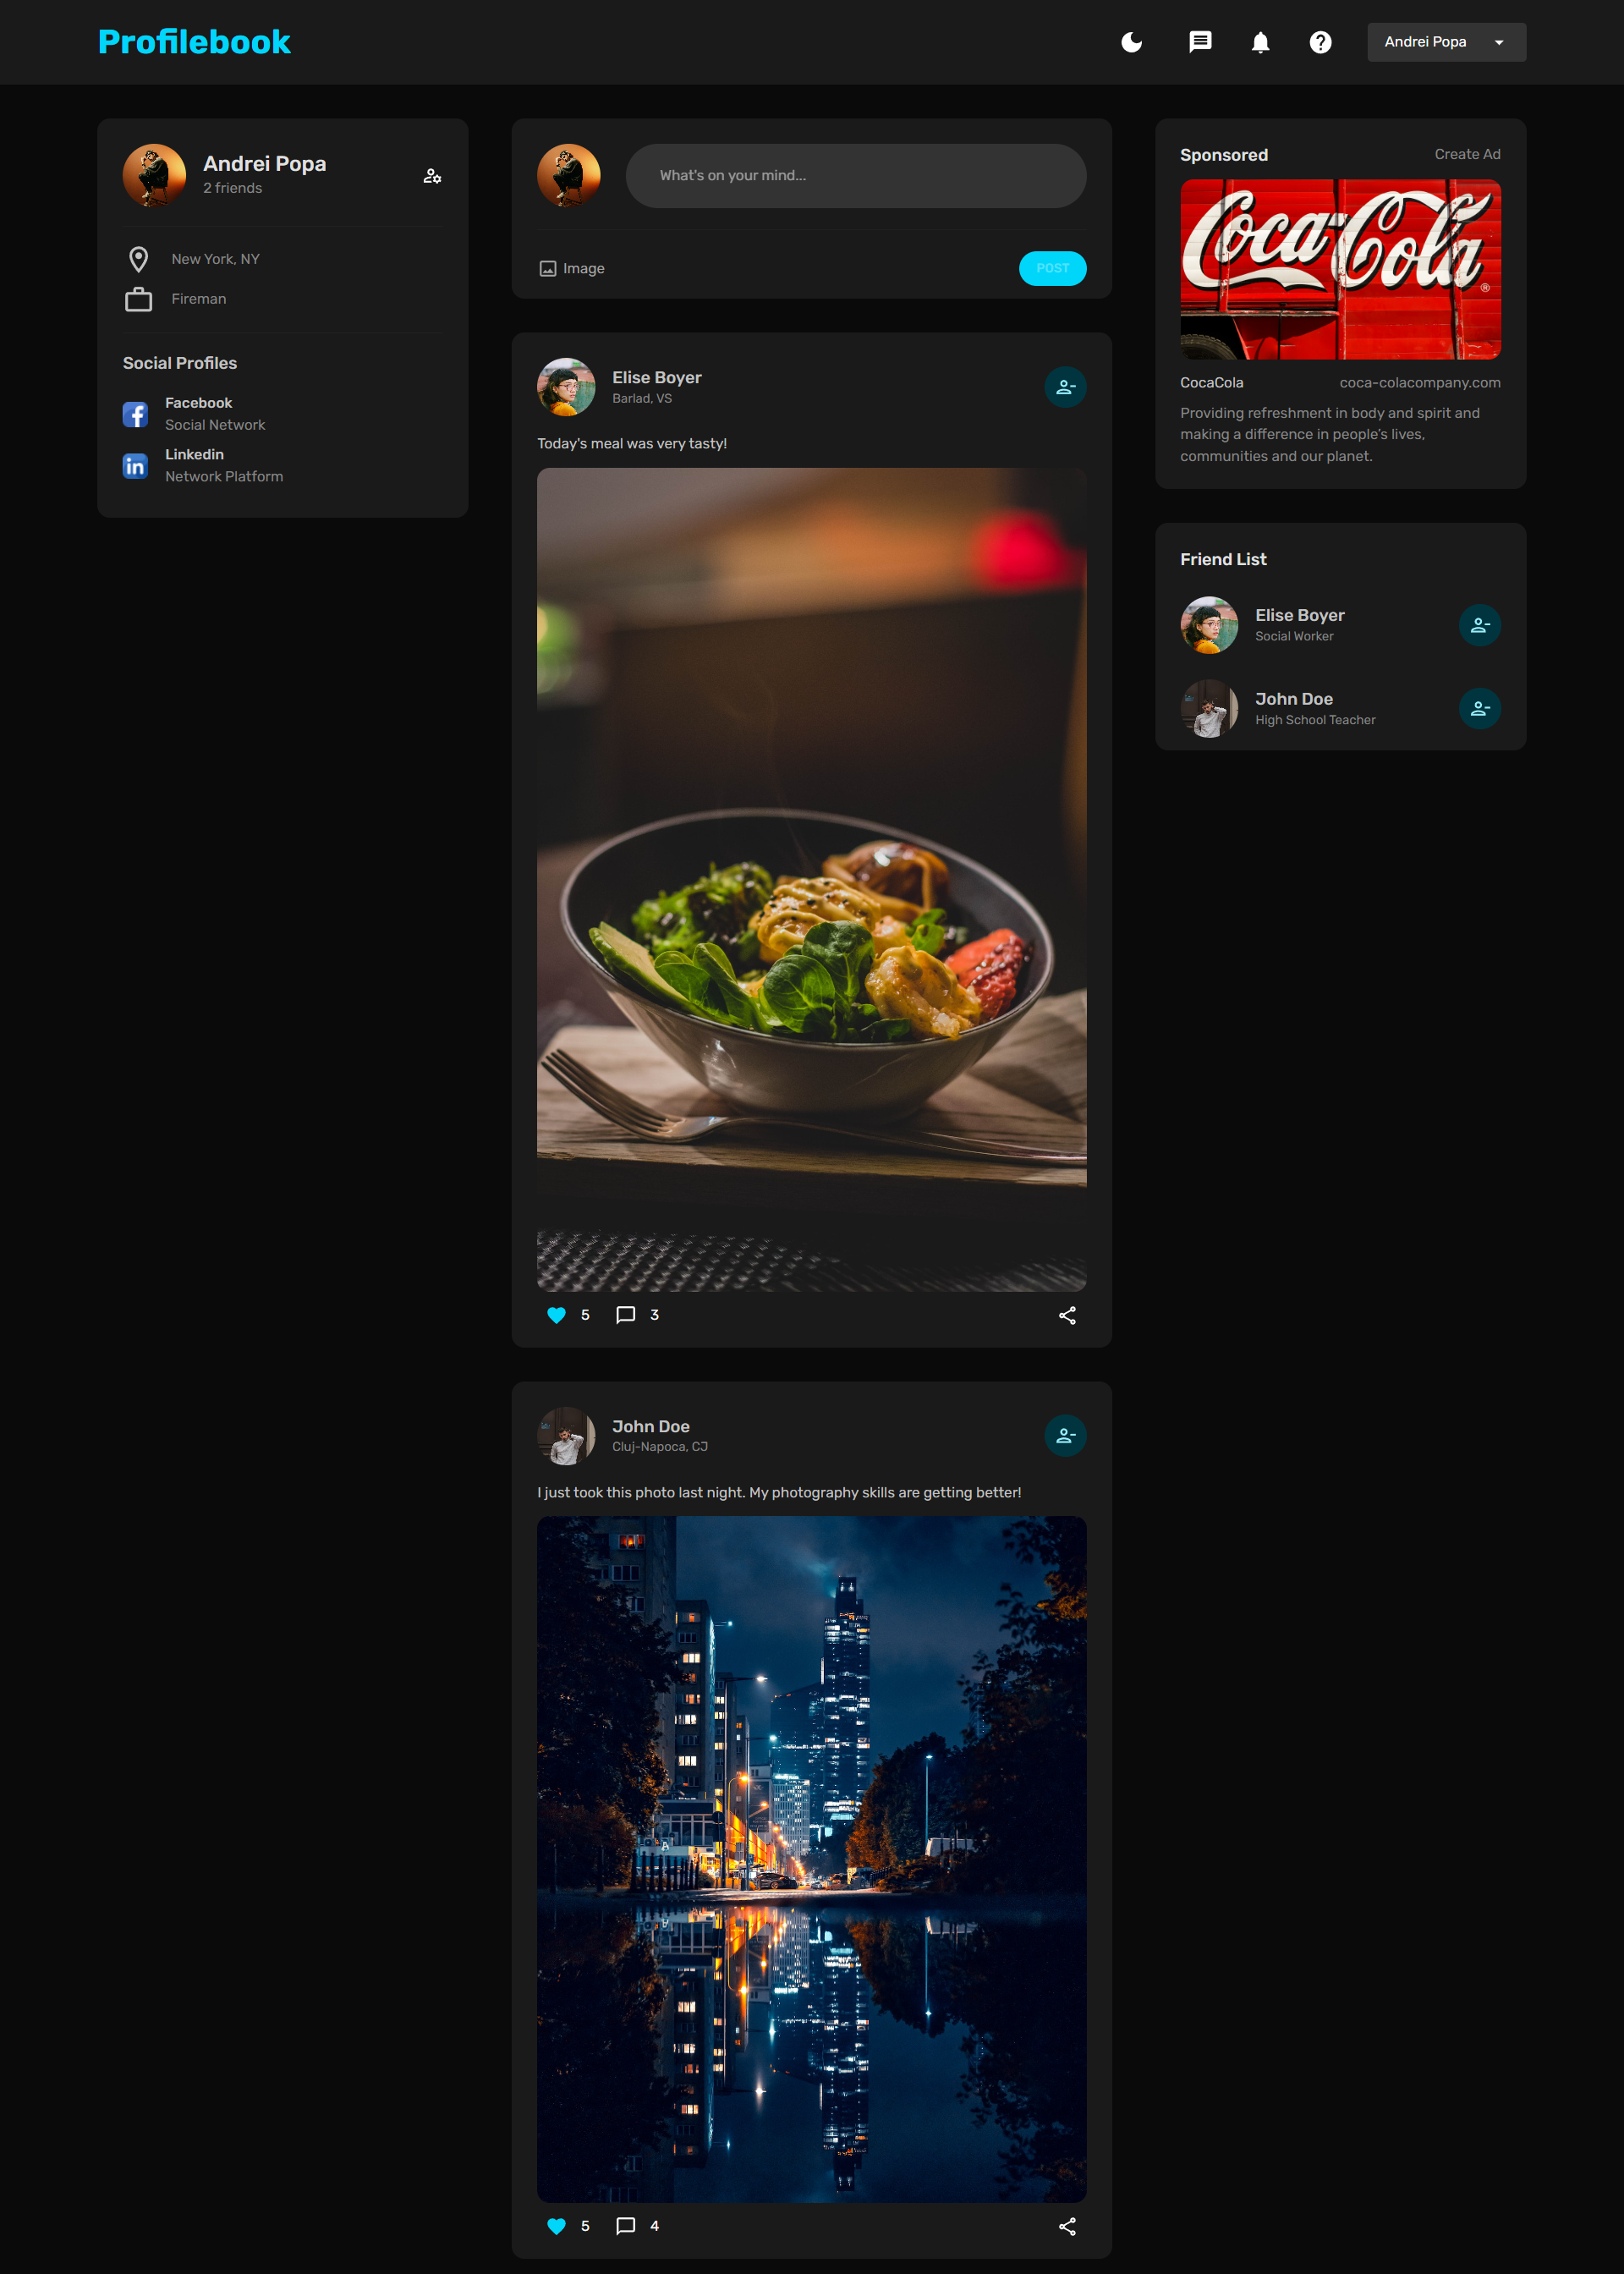 Profilebook
Andrei Popa
Andrei Popa
2 friends
New York, NY
Fireman
Social Profiles
Facebook
Social Network
Linkedin
Network Platform
What's on your mind...
Image
POST
Elise Boyer
Barlad, VS
Today's meal was very tasty!
5
3
John Doe
Cluj-Napoca, CJ
I just took this photo last night. My photography skills are getting better!
5
4
Sponsored
Create Ad
Coca-Cola
®
CocaCola
coca-colacompany.com
Providing refreshment in body and spirit and
making a difference in people's lives,
communities and our planet.
Friend List
Elise Boyer
Social Worker
John Doe
High School Teacher